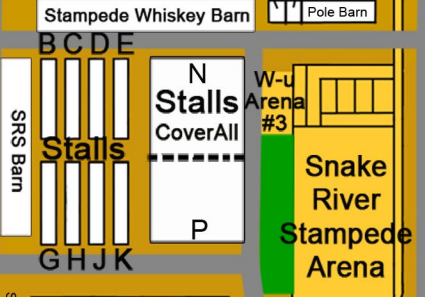 Stampede Whiskey Barn
Pole Barn
B C D E
N
Stalls
CoverAll
W-u
Arena
#3
SRS Barn
Stalls
Snake
River
Stampede
Arena
P
G H J K